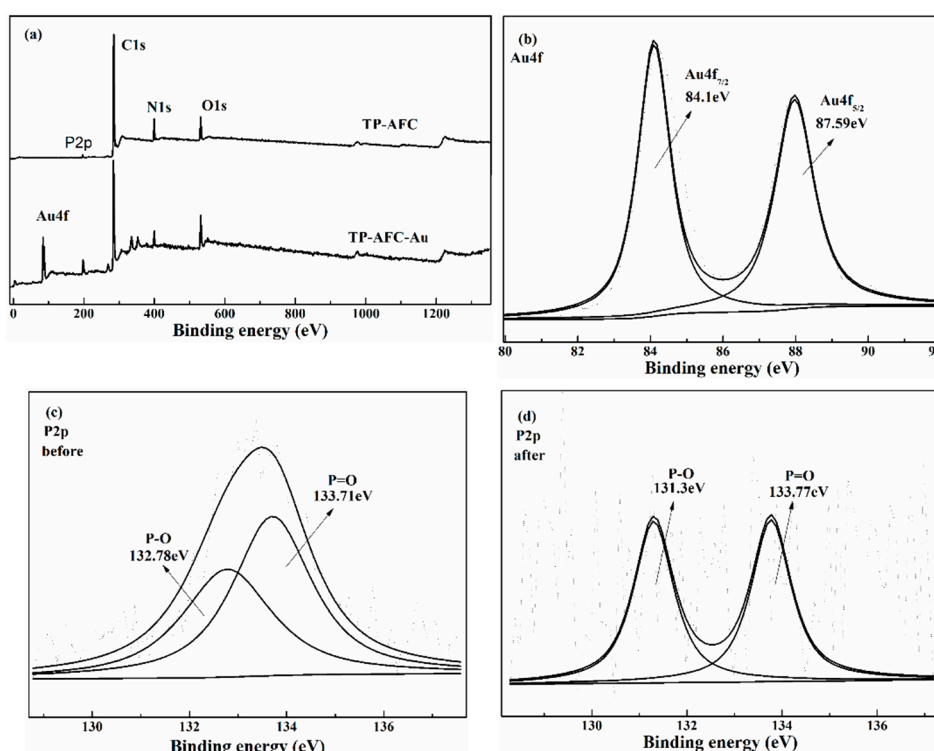 (a)
C1s
N1s
O1s
P2p
TP-AFC
Au4f
TP-AFC-Au
0 200 400 600 800 1000 1200
Binding energy (eV)
(b)
Au4f
Au4f7/2
84.1eV
Au4f5/2
87.59eV
80 82 84 86 88 90
Binding energy (eV)
(c)
P2p
before
P=O
133.71eV
P-O
132.78eV
130 132 134 136
Binding energy (eV)
(d)
P2p
after
P-O
131.3eV
P=O
133.77eV
130 132 134 136
Binding energy (eV)